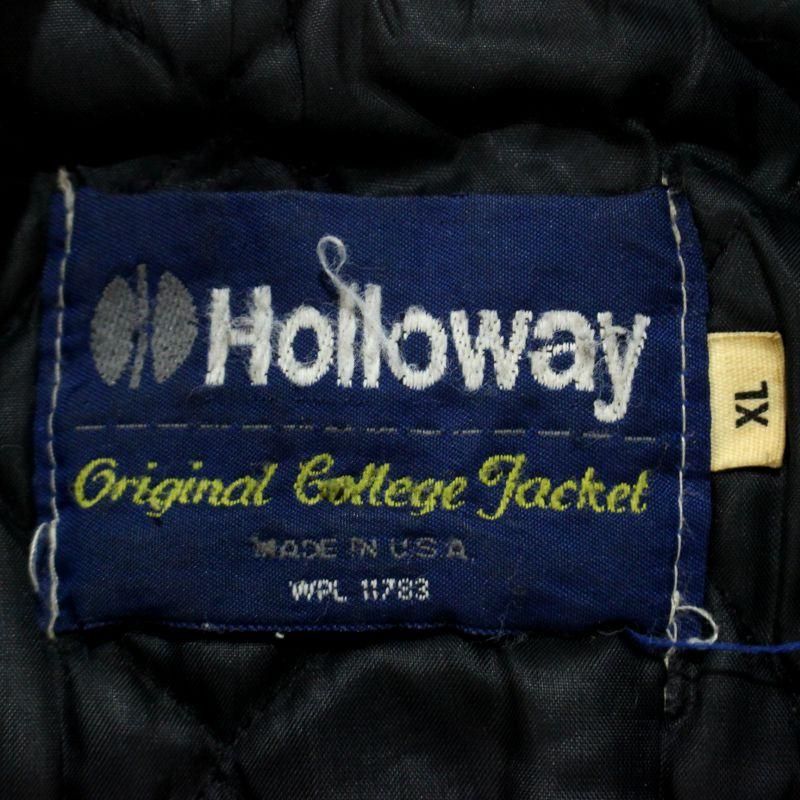 Holloway
Original College Jacket
MADE IN U.S.A.
WPL 11783
XL